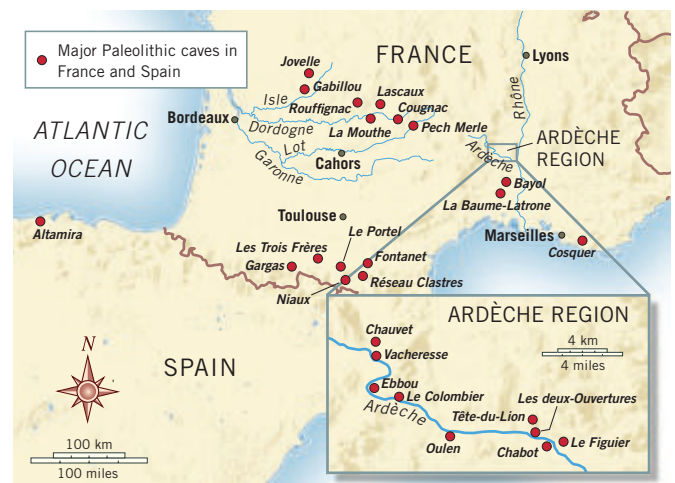 Major Paleolithic caves in
France and Spain
FRANCE
Lyons
Jovelle
Gabillou
Isle
Rouffignac
Lascaux
Cougnac
La Mouthe
Pech Merle
Bordeaux
Dordogne
Lot
Garonne
Cahors
Rhône
Ardèche
ARDÈCHE
REGION
ATLANTIC
OCEAN
Bayol
La Baume-Latrone
Altamira
Toulouse
Marseilles
Cosquer
Le Portel
Les Trois Frères
Fontanet
Gargas
Réseau Clastres
Niaux
SPAIN
N
100 km
100 miles
ARDÈCHE REGION
4 km
4 miles
Chauvet
Vacheresse
Ebbou
Le Colombier
Ardèche
Les deux-Ouvertures
Tête-du-Lion
Oulen
Chabot
Le Figuier